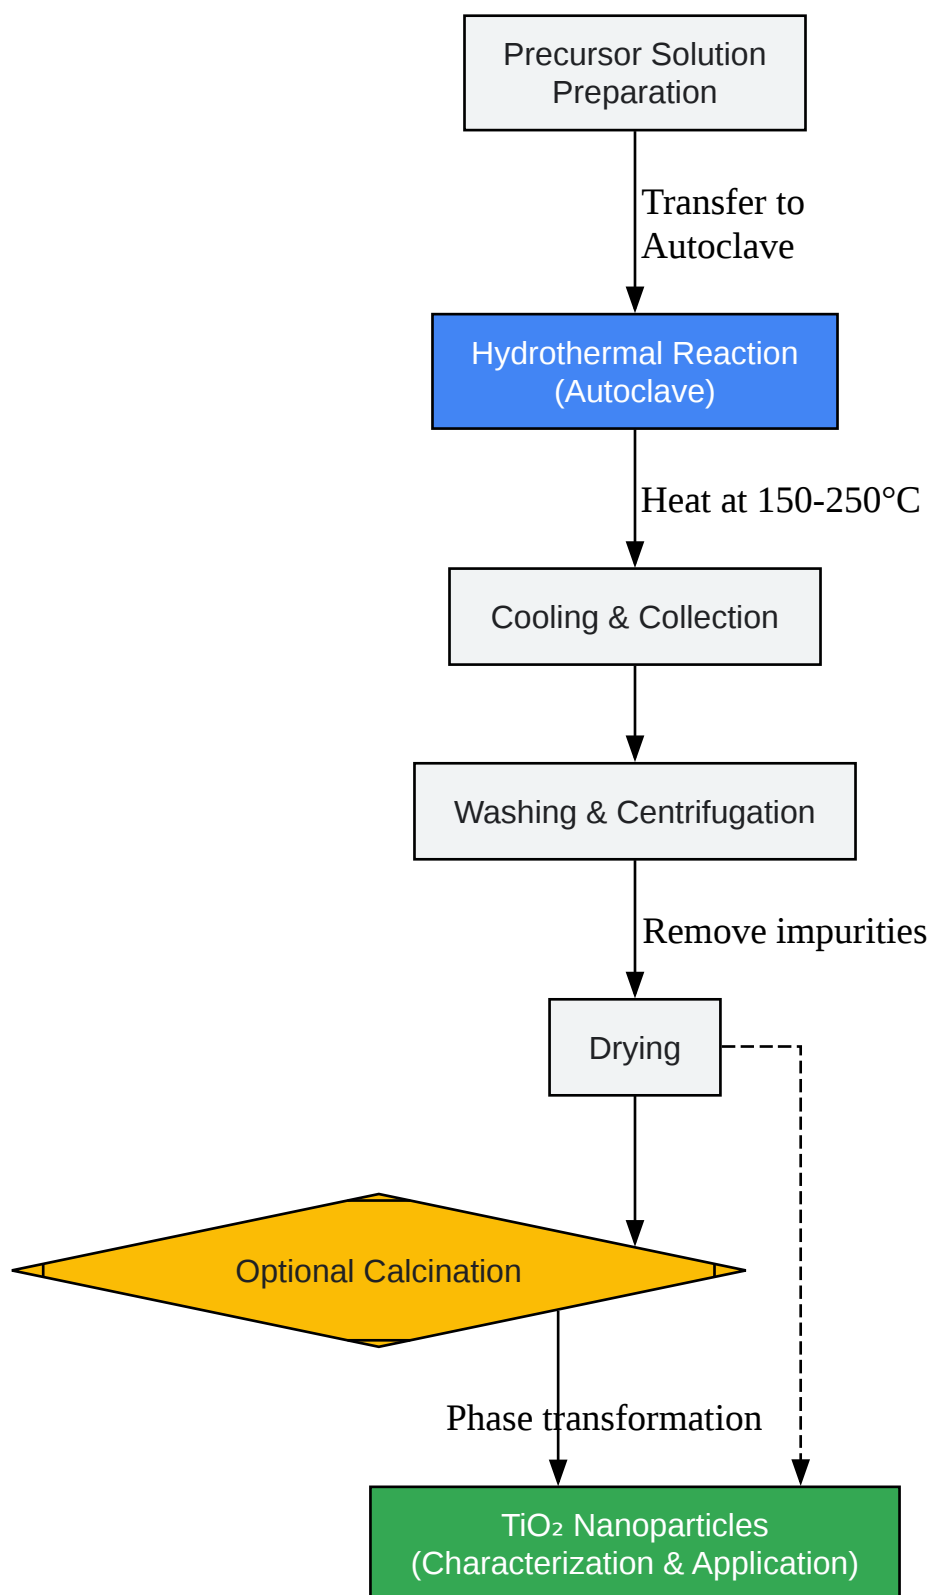 Precursor Solution
Preparation
Transfer to
Autoclave
Hydrothermal Reaction
(Autoclave)
Heat at 150-250°C
Cooling & Collection
Washing & Centrifugation
Remove impurities
Drying
Optional Calcination
Phase transformation
TiO₂ Nanoparticles
(Characterization & Application)